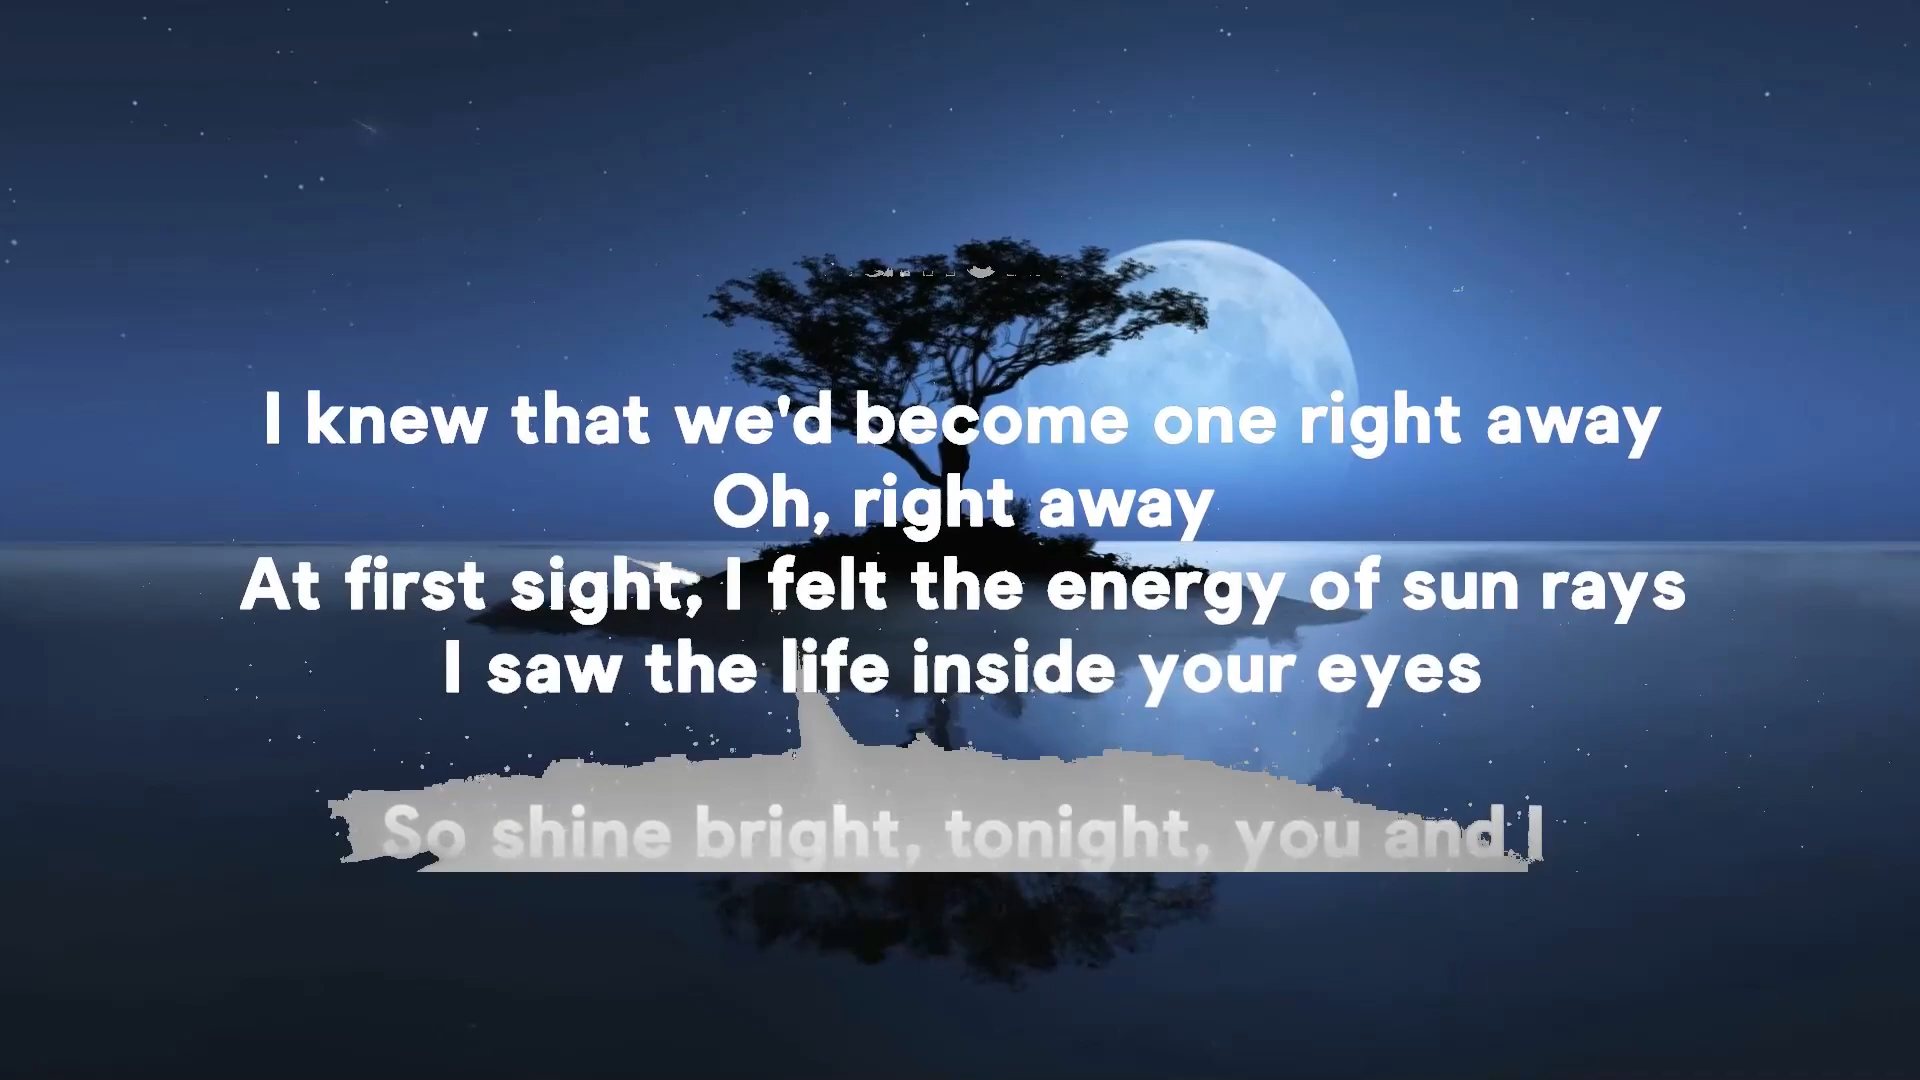 I knew that we'd become one right away
Oh, right away
At first sight, I felt the energy of sun rays
I saw the life inside your eyes
So shine bright, tonight, you and I